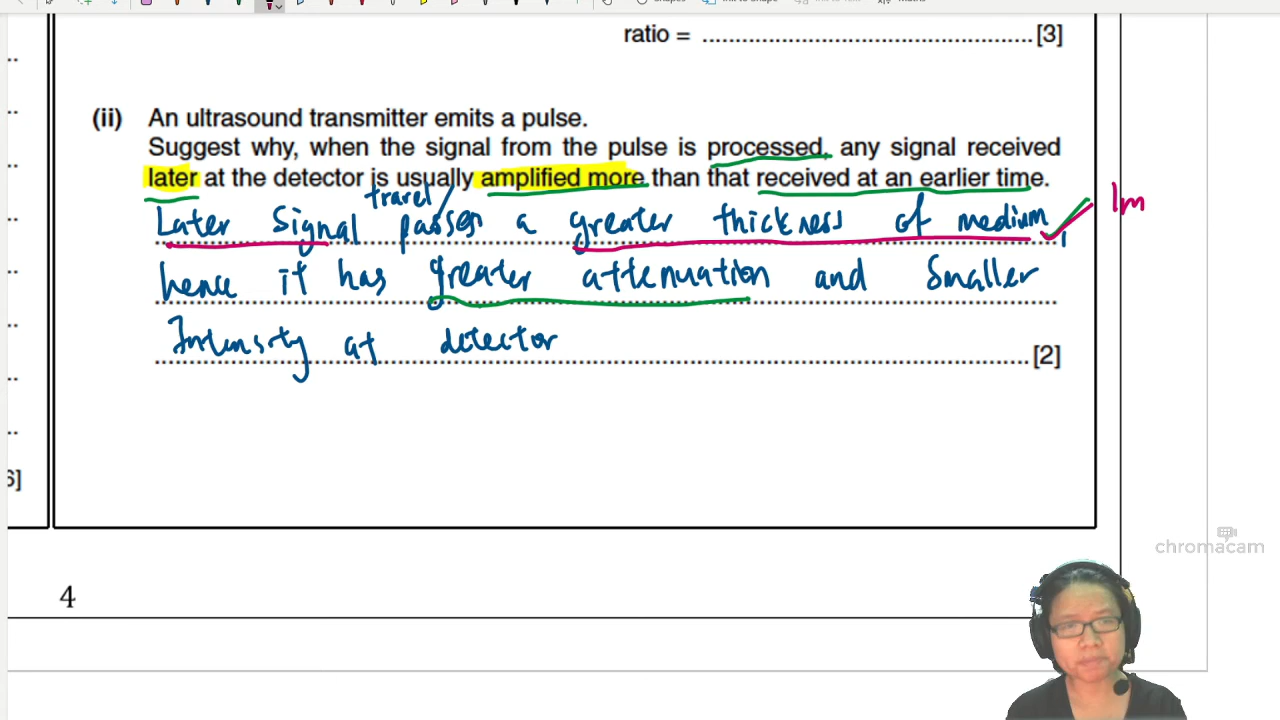 ratio = ................................................... [3]
(ii) An ultrasound transmitter emits a pulse.
Suggest why, when the signal from the pulse is processed, any signal received
later at the detector is usually amplified more than that received at an earlier time.
travel /
Later signal passes a greater thickness of medium, 1m
hence it has greater attenuation and smaller
Intensity at detector
[2]
6]
chromacam
4